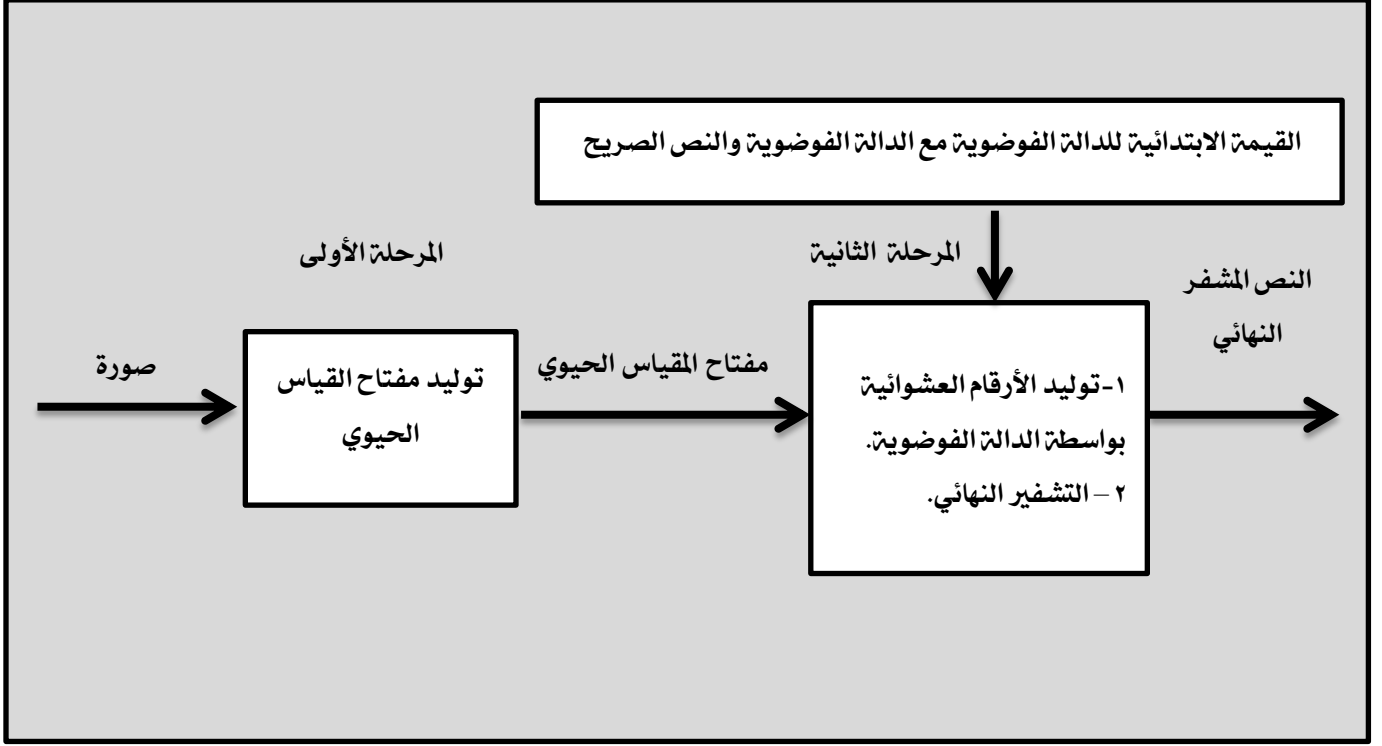 القيمة الابتدائية للدالة الفوضوية مع الدالة الفوضوية والنص الصريح
المرحلة الأولى
المرحلة الثانية
النص المشفر
النهائي
صورة
توليد مفتاح القياس
الحيوي
مفتاح المقياس الحيوي
١-توليد الأرقام العشوائية
بواسطة الدالة الفوضوية.
٢ – التشفير النهائي.